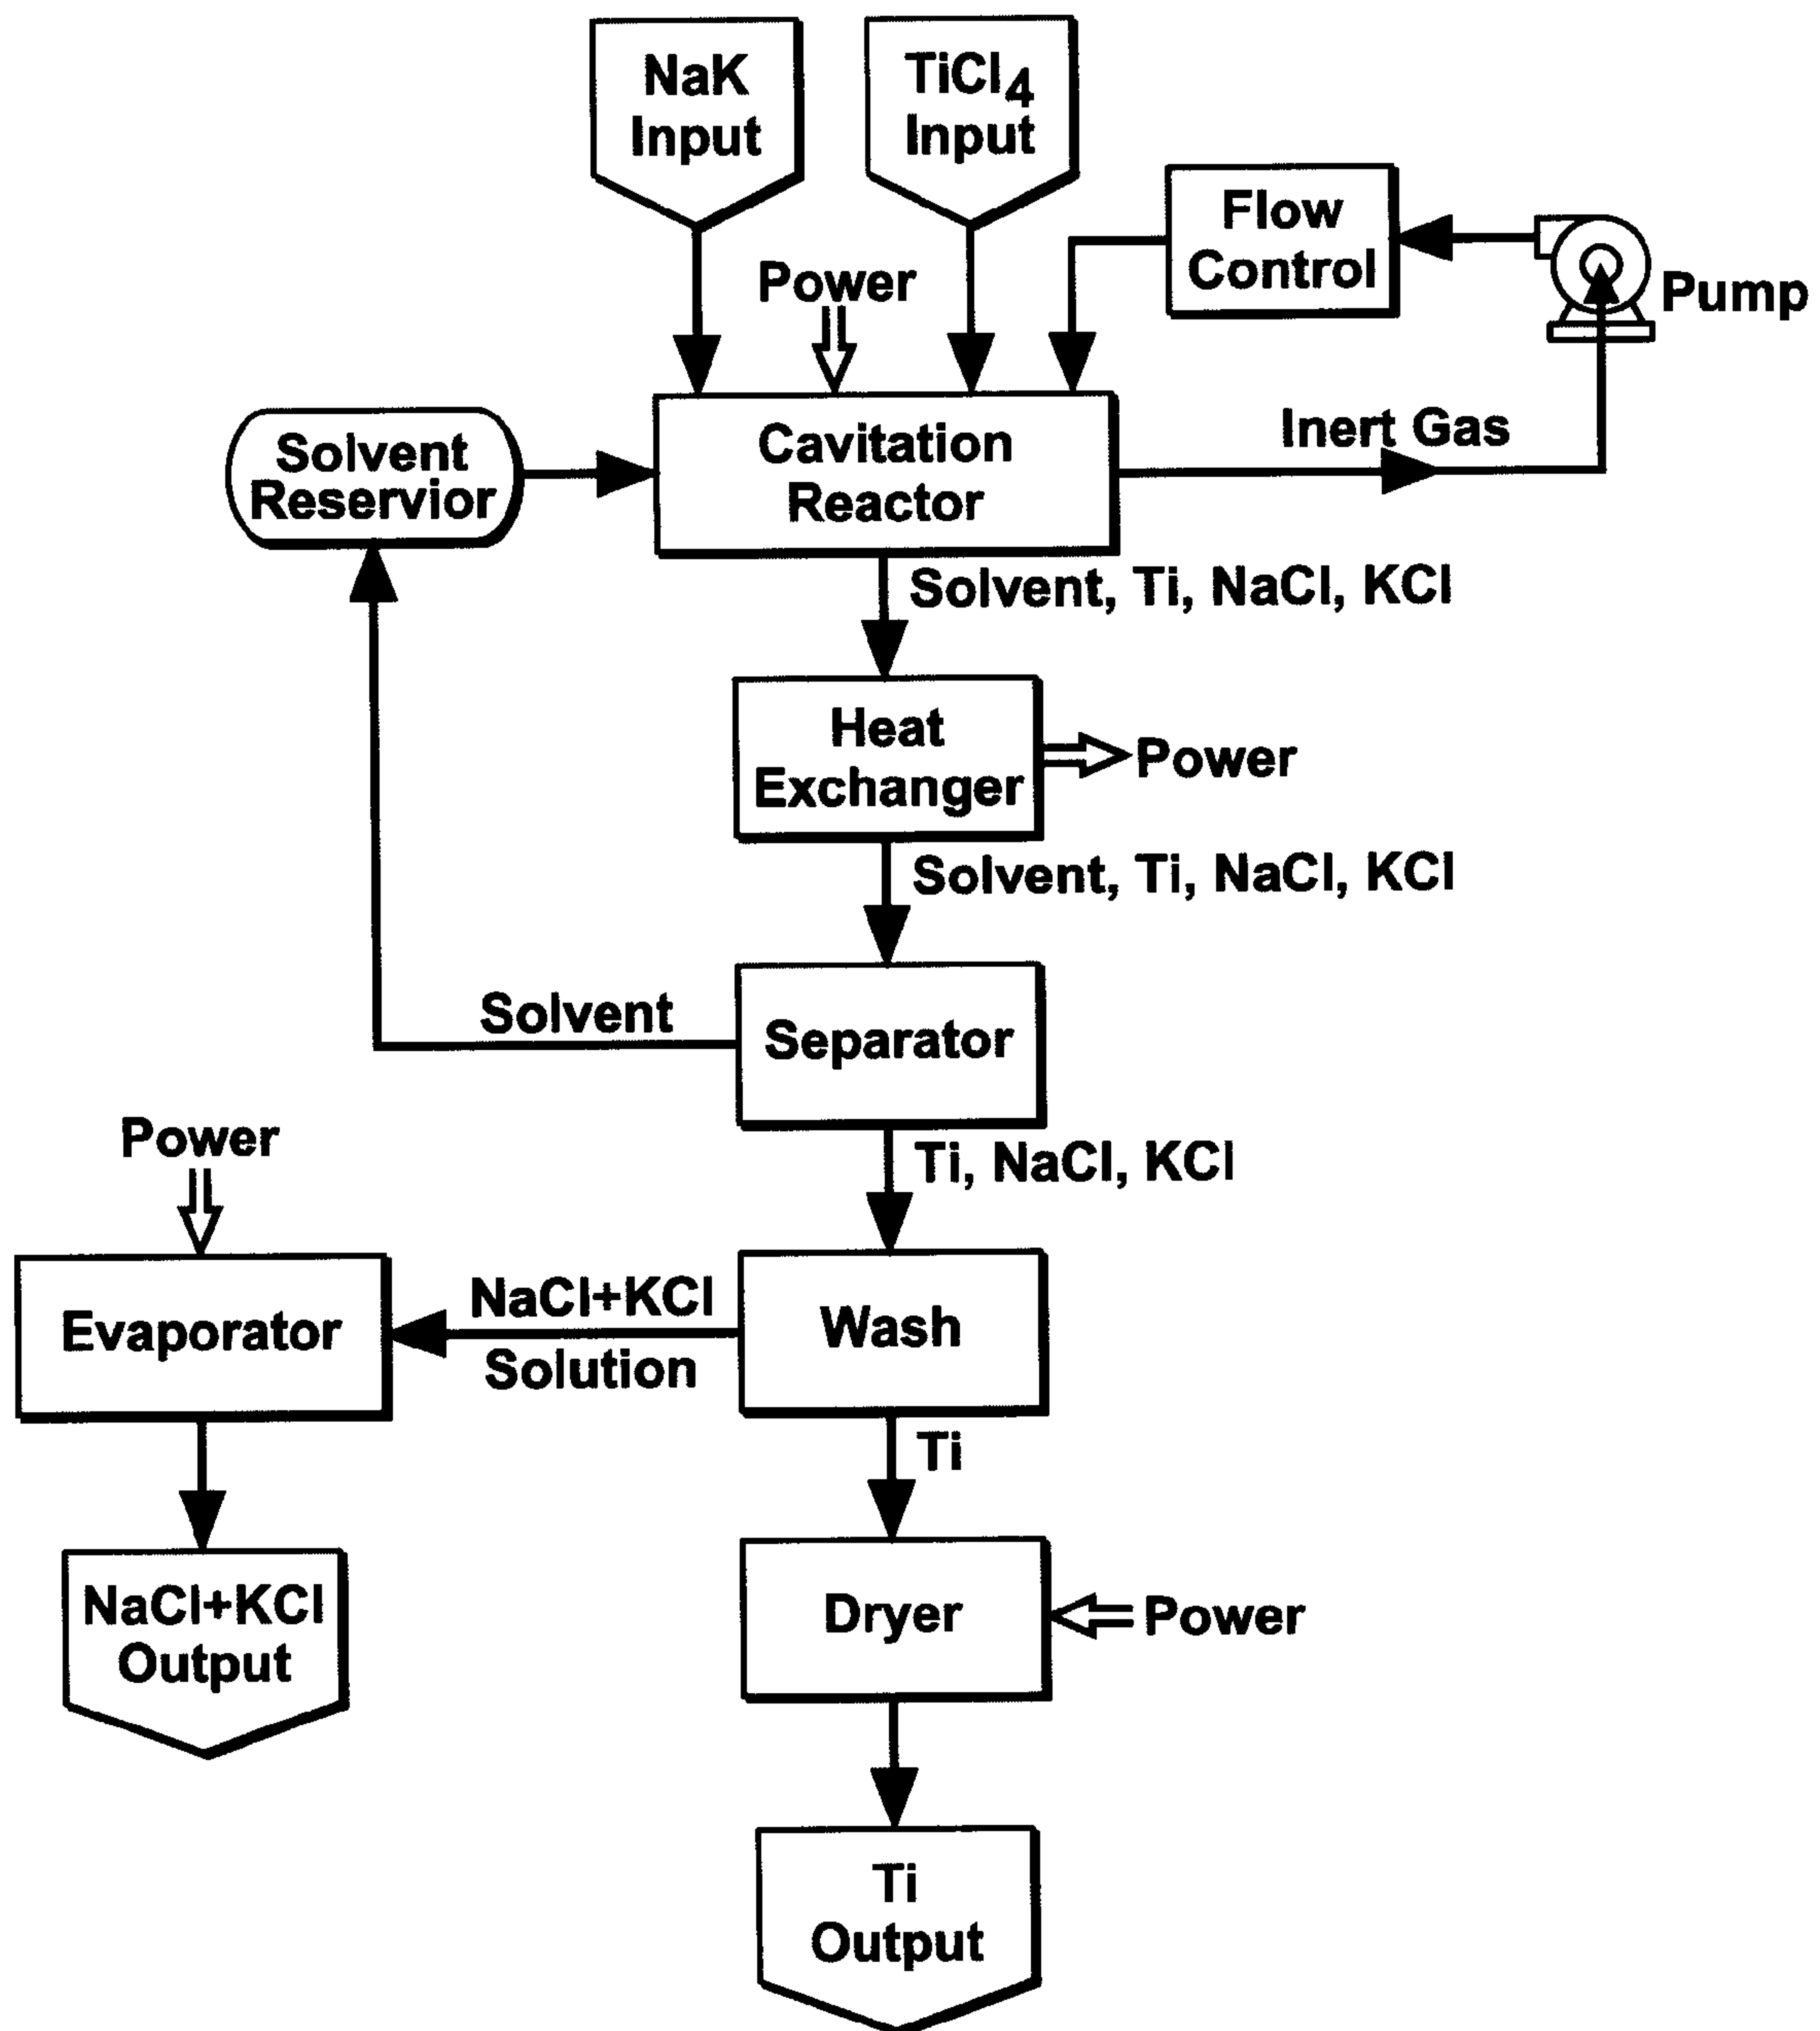 NaK
Input
TiCl4
Input
Flow
Control
Pump
Power
Solvent
Reservior
Cavitation
Reactor
Inert Gas
Solvent, Ti, NaCl, KCl
Heat
Exchanger
Power
Solvent, Ti, NaCl, KCl
Solvent
Separator
Power
Ti, NaCl, KCl
Evaporator
NaCl+KCl
Solution
Wash
Ti
NaCl+KCl
Output
Dryer
Power
Ti
Output